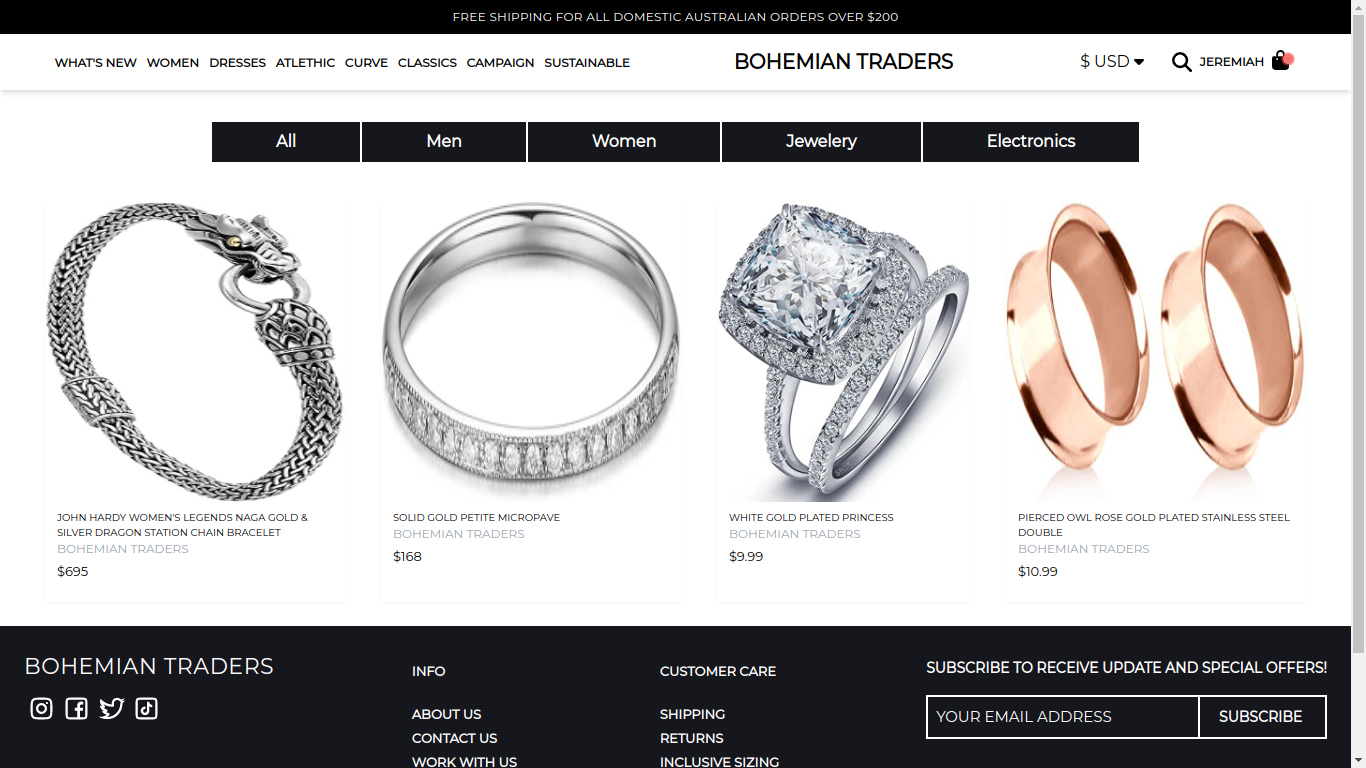 FREE SHIPPING FOR ALL DOMESTIC AUSTRALIAN ORDERS OVER $200
WHAT'S NEW WOMEN DRESSES ATLETHIC CURVE CLASSICS CAMPAIGN SUSTAINABLE
BOHEMIAN TRADERS
$ USD
JEREMIAH
All
Men
Women
Jewelery
Electronics
JOHN HARDY WOMEN'S LEGENDS NAGA GOLD &
SILVER DRAGON STATION CHAIN BRACELET
BOHEMIAN TRADERS
$695
SOLID GOLD PETITE MICROPAVE
BOHEMIAN TRADERS
$168
WHITE GOLD PLATED PRINCESS
BOHEMIAN TRADERS
$9.99
PIERCED OWL ROSE GOLD PLATED STAINLESS STEEL
DOUBLE
BOHEMIAN TRADERS
$10.99
BOHEMIAN TRADERS
INFO
ABOUT US
CONTACT US
WORK WITH US
CUSTOMER CARE
SHIPPING
RETURNS
INCLUSIVE SIZING
SUBSCRIBE TO RECEIVE UPDATE AND SPECIAL OFFERS!
YOUR EMAIL ADDRESS
SUBSCRIBE